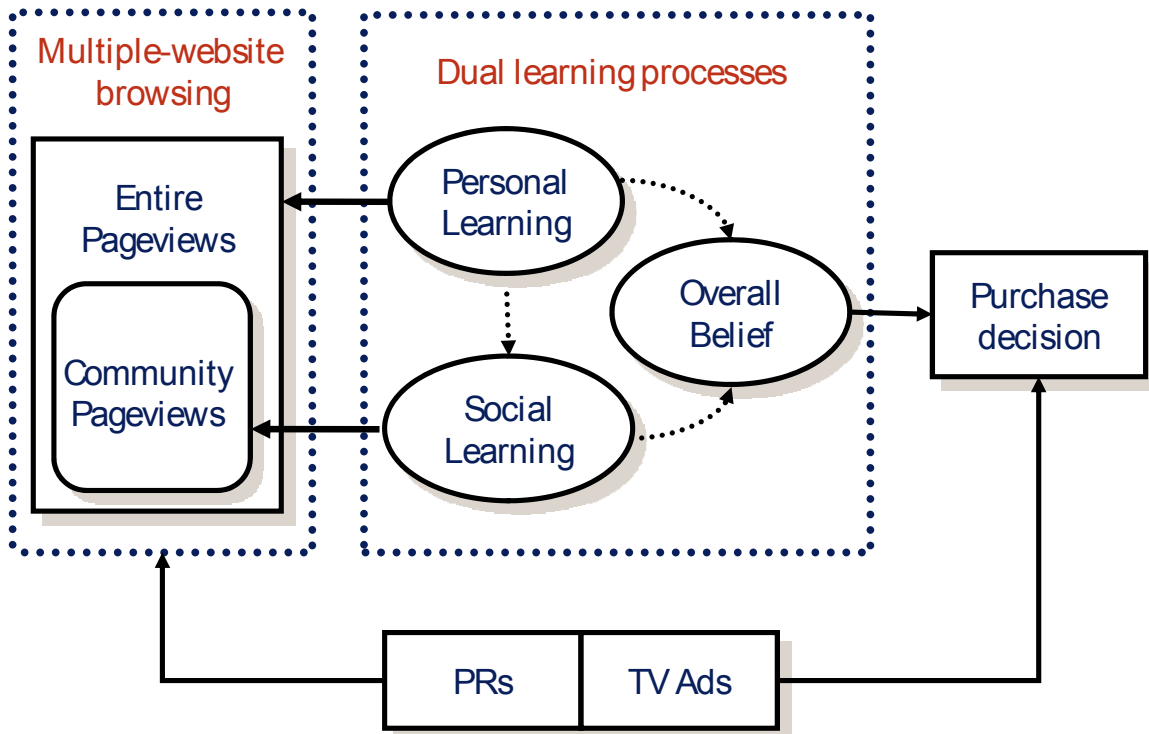 Multiple-website
browsing
Dual learning processes
Entire
Pageviews
Community
Pageviews
Personal
Learning
Social
Learning
Overall
Belief
Purchase
decision
PRs
TV Ads